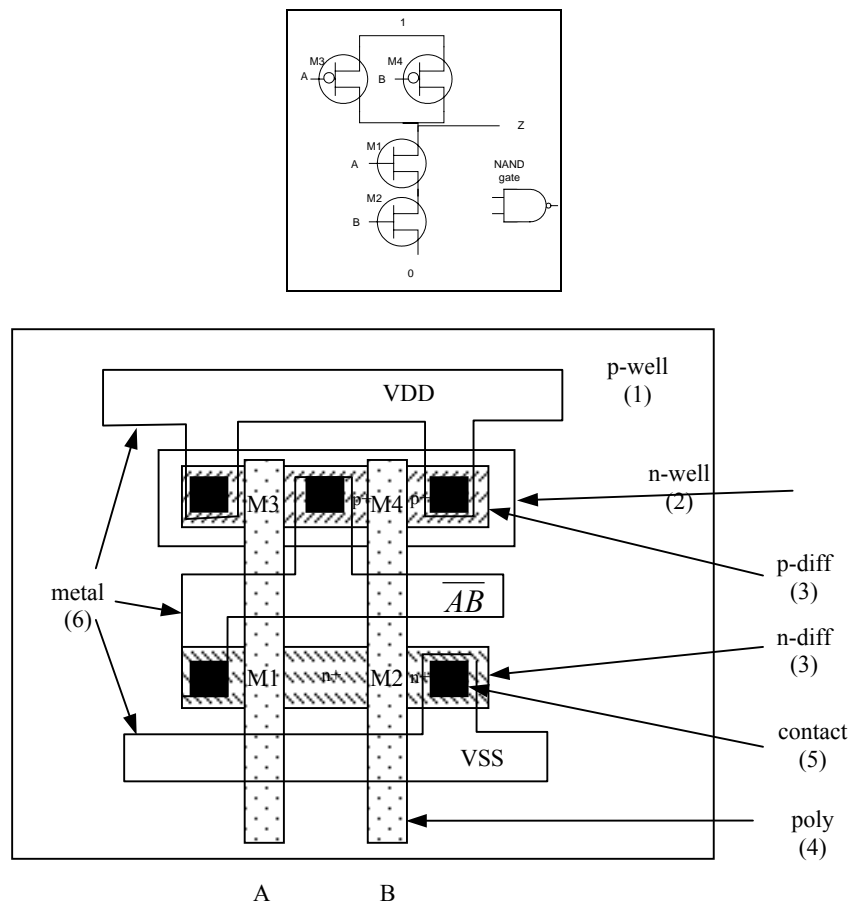 1
M3
M4
A
B
Z
M1
A
NAND
gate
M2
B
0
VDD
p-well
(1)
n-well
(2)
M3
p+
M4
p+
p-diff
(3)
metal
(6)
\overline{AB}
n-diff
(3)
M1
n+
M2
n+
contact
(5)
VSS
poly
(4)
A B